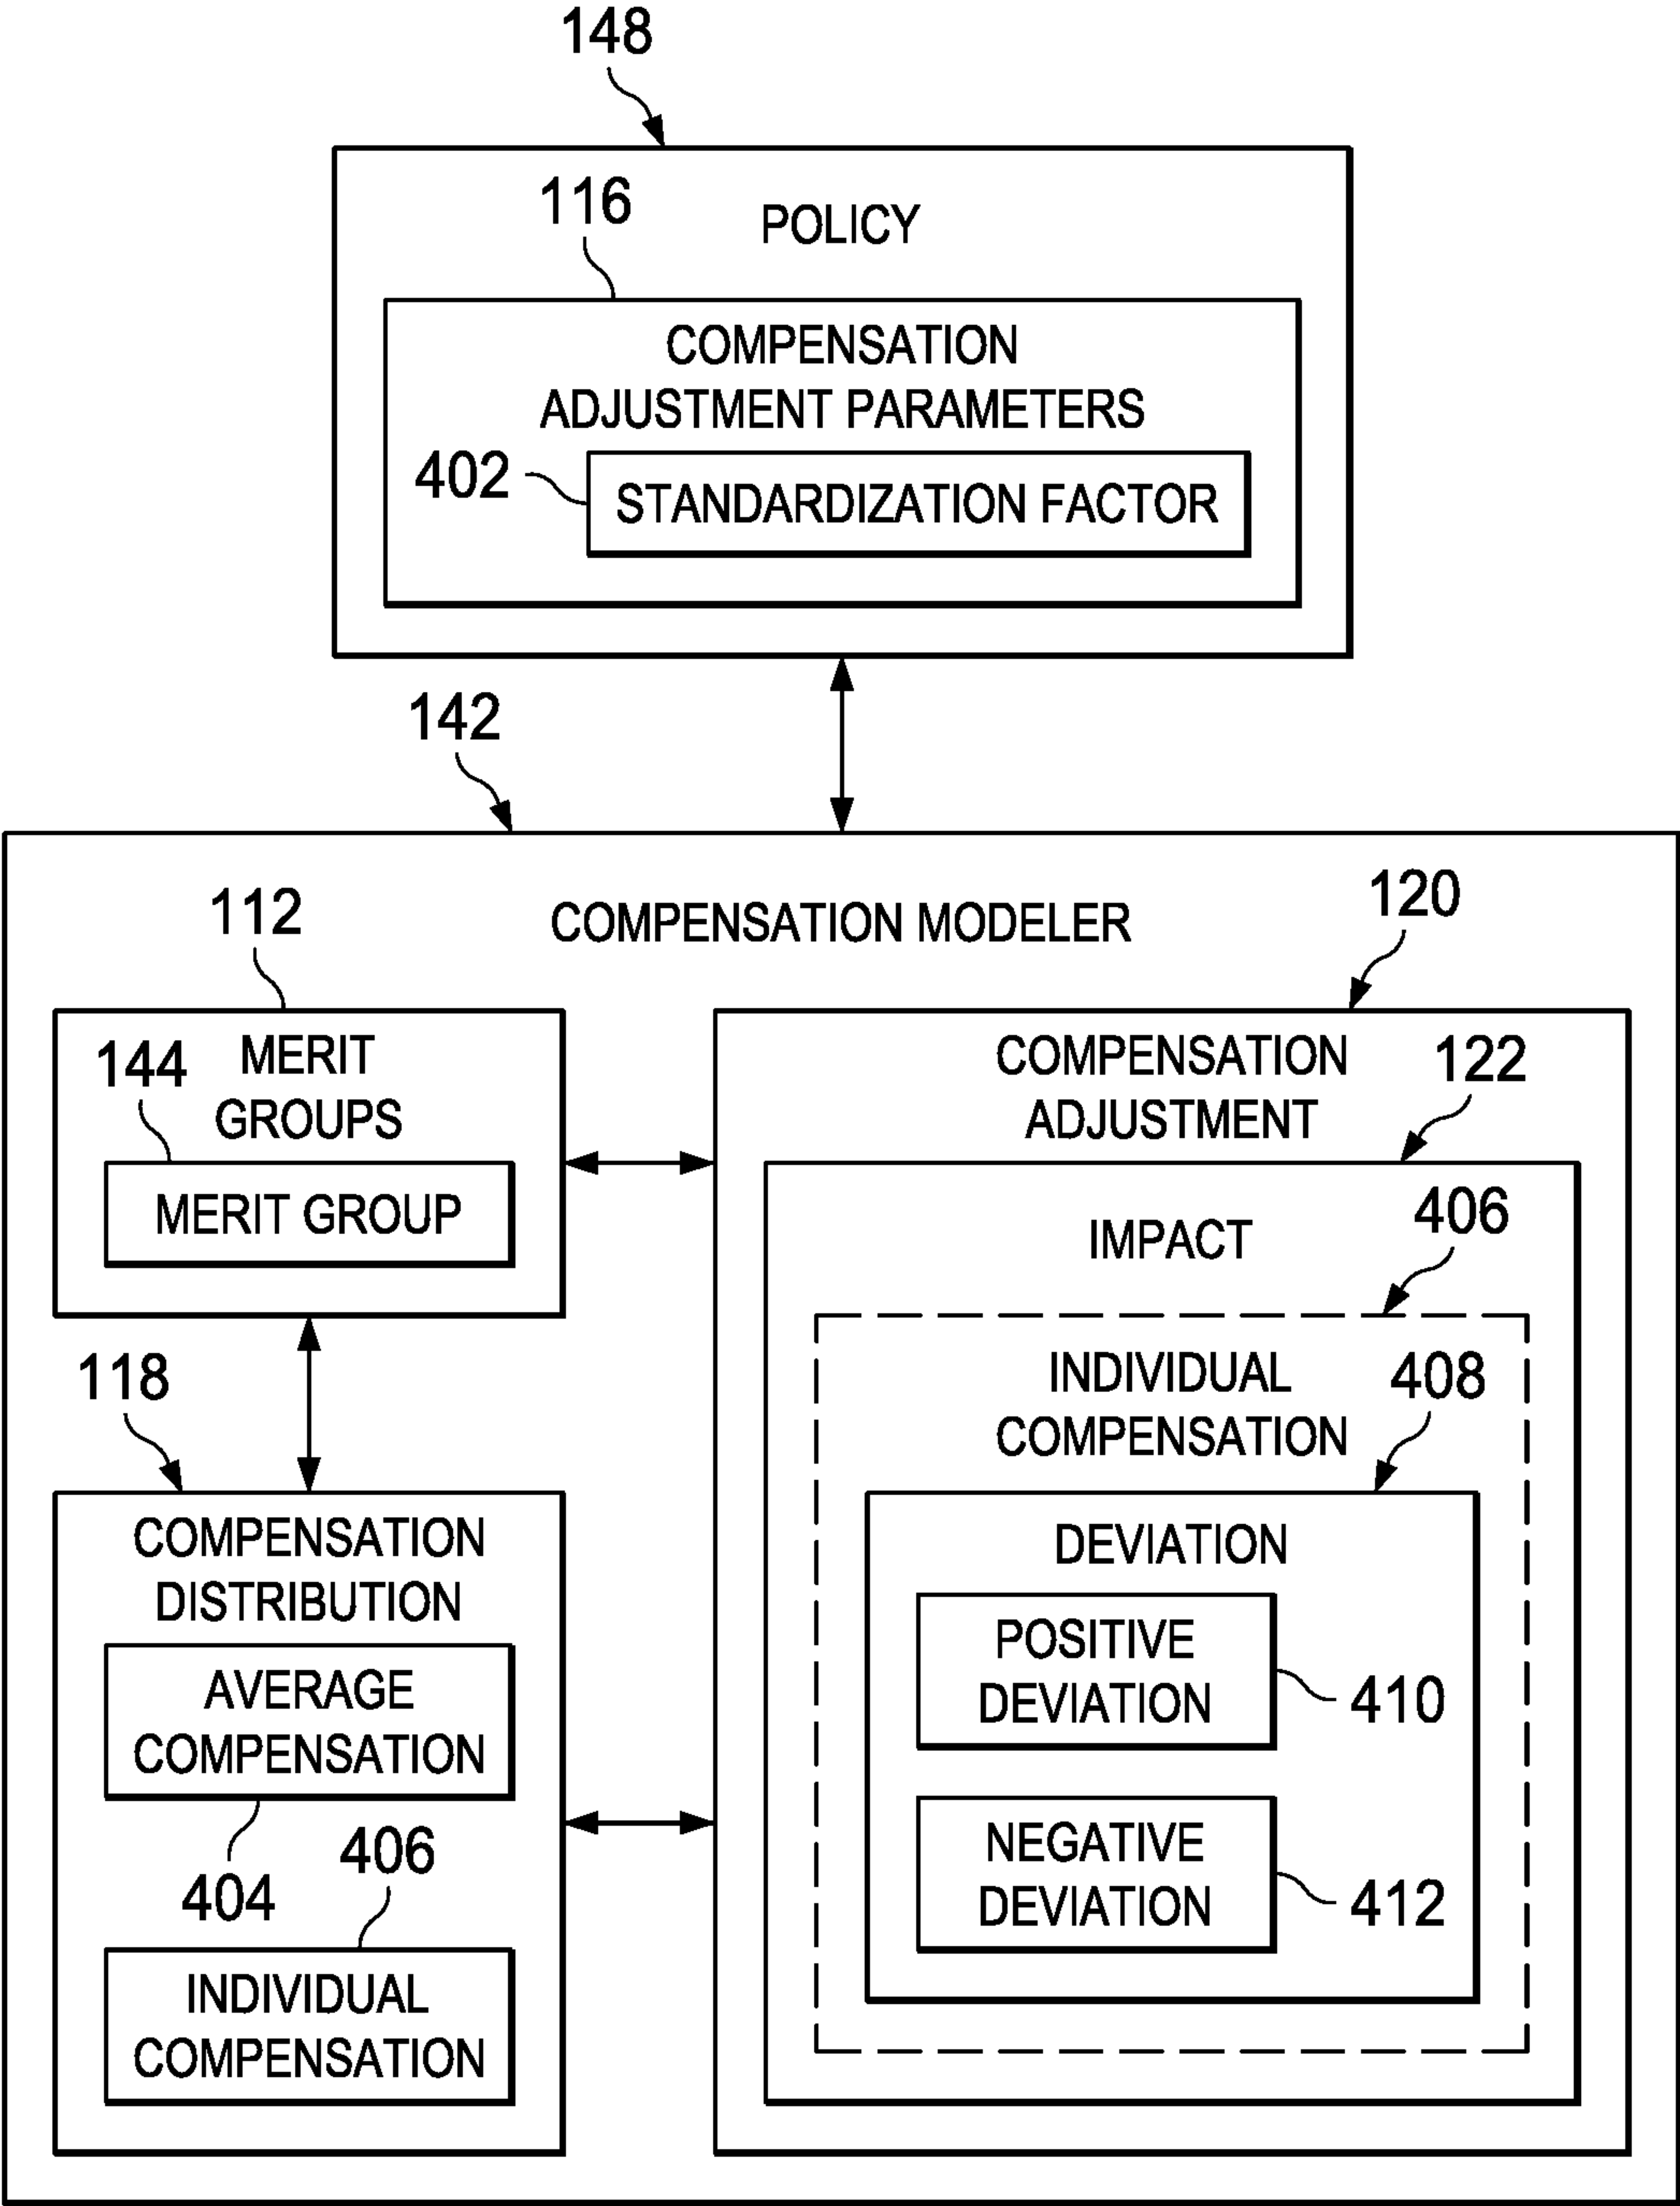 148
116
POLICY
COMPENSATION
ADJUSTMENT PARAMETERS
402
STANDARDIZATION FACTOR
142
112
COMPENSATION MODELER
120
144
MERIT
GROUPS
MERIT GROUP
COMPENSATION
ADJUSTMENT
122
IMPACT
406
118
INDIVIDUAL
COMPENSATION
408
COMPENSATION
DISTRIBUTION
AVERAGE
COMPENSATION
404
406
INDIVIDUAL
COMPENSATION
DEVIATION
POSITIVE
DEVIATION
410
NEGATIVE
DEVIATION
412